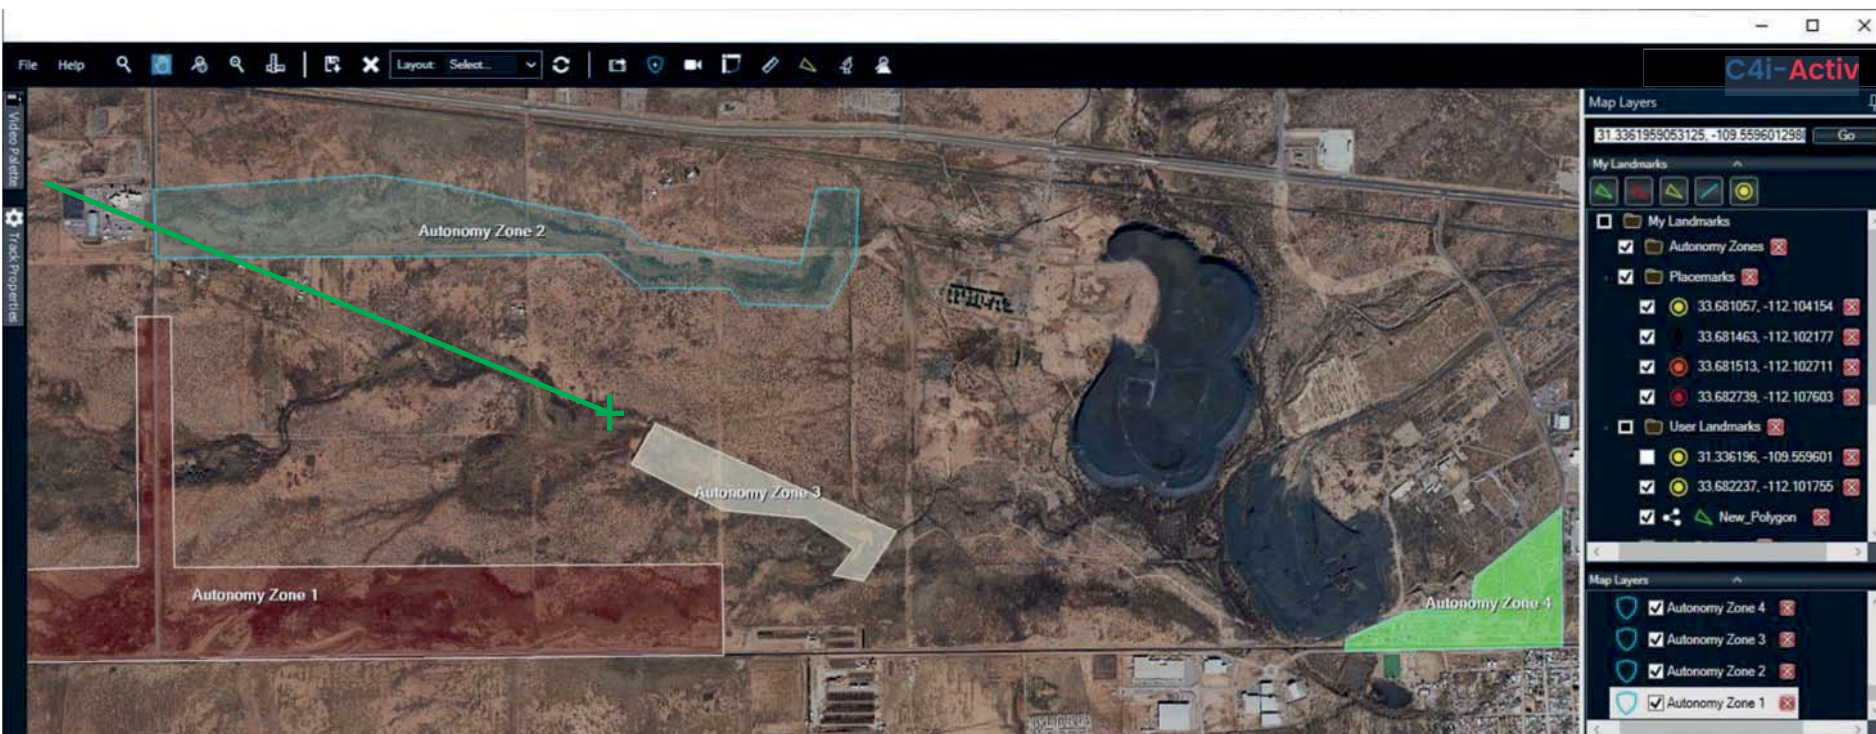 File Help Layout: Select...
C4i-Activ
Video Palette
Track Properties
Autonomy Zone 2
Autonomy Zone 3
Autonomy Zone 1
Autonomy Zone 4
Map Layers
31.3361959053125, -109.559601298 Go
My Landmarks
My Landmarks
Autonomy Zones
Placemarks
33.681057, -112.104154
33.681463, -112.102177
33.681513, -112.102711
33.682739, -112.107603
User Landmarks
31.336196, -109.559601
33.682237, -112.101755
New_Polygon
Map Layers
Autonomy Zone 4
Autonomy Zone 3
Autonomy Zone 2
Autonomy Zone 1